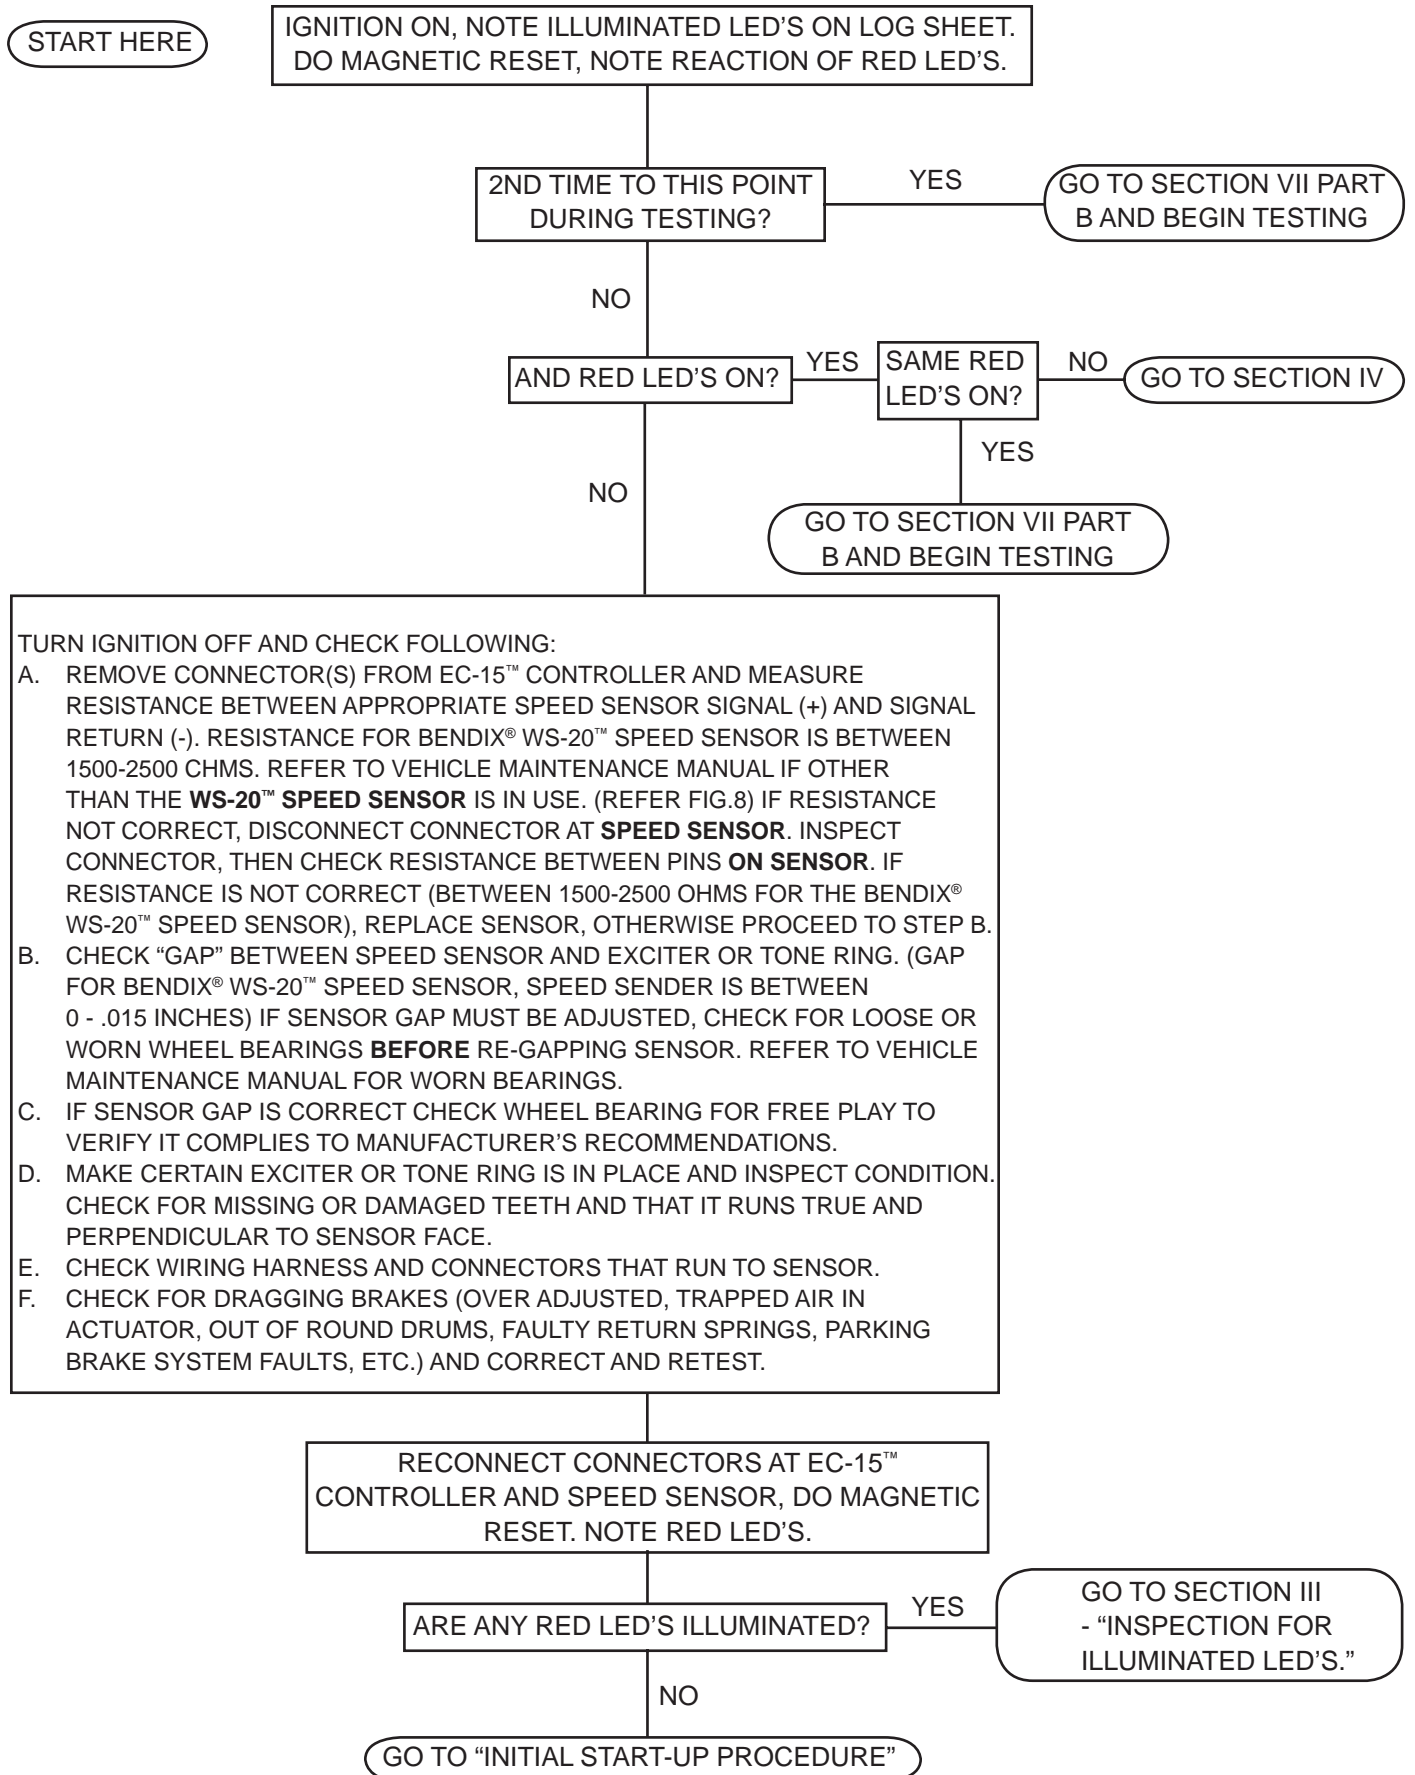 START HERE
IGNITION ON, NOTE ILLUMINATED LED'S ON LOG SHEET.
DO MAGNETIC RESET, NOTE REACTION OF RED LED'S.
2ND TIME TO THIS POINT
DURING TESTING?
YES
GO TO SECTION VII PART
B AND BEGIN TESTING
NO
AND RED LED'S ON?
YES
SAME RED
LED'S ON?
NO
GO TO SECTION IV
YES
GO TO SECTION VII PART
B AND BEGIN TESTING
NO
TURN IGNITION OFF AND CHECK FOLLOWING:
A. REMOVE CONNECTOR(S) FROM EC-15™ CONTROLLER AND MEASURE
RESISTANCE BETWEEN APPROPRIATE SPEED SENSOR SIGNAL (+) AND SIGNAL
RETURN (-). RESISTANCE FOR BENDIX® WS-20™ SPEED SENSOR IS BETWEEN
1500-2500 CHMS. REFER TO VEHICLE MAINTENANCE MANUAL IF OTHER
THAN THE WS-20™ SPEED SENSOR IS IN USE. (REFER FIG.8) IF RESISTANCE
NOT CORRECT, DISCONNECT CONNECTOR AT SPEED SENSOR. INSPECT
CONNECTOR, THEN CHECK RESISTANCE BETWEEN PINS ON SENSOR. IF
RESISTANCE IS NOT CORRECT (BETWEEN 1500-2500 OHMS FOR THE BENDIX®
WS-20™ SPEED SENSOR), REPLACE SENSOR, OTHERWISE PROCEED TO STEP B.
B. CHECK “GAP” BETWEEN SPEED SENSOR AND EXCITER OR TONE RING. (GAP
FOR BENDIX® WS-20™ SPEED SENSOR, SPEED SENDER IS BETWEEN
0 - .015 INCHES) IF SENSOR GAP MUST BE ADJUSTED, CHECK FOR LOOSE OR
WORN WHEEL BEARINGS BEFORE RE-GAPPING SENSOR. REFER TO VEHICLE
MAINTENANCE MANUAL FOR WORN BEARINGS.
C. IF SENSOR GAP IS CORRECT CHECK WHEEL BEARING FOR FREE PLAY TO
VERIFY IT COMPLIES TO MANUFACTURER'S RECOMMENDATIONS.
D. MAKE CERTAIN EXCITER OR TONE RING IS IN PLACE AND INSPECT CONDITION.
CHECK FOR MISSING OR DAMAGED TEETH AND THAT IT RUNS TRUE AND
PERPENDICULAR TO SENSOR FACE.
E. CHECK WIRING HARNESS AND CONNECTORS THAT RUN TO SENSOR.
F. CHECK FOR DRAGGING BRAKES (OVER ADJUSTED, TRAPPED AIR IN
ACTUATOR, OUT OF ROUND DRUMS, FAULTY RETURN SPRINGS, PARKING
BRAKE SYSTEM FAULTS, ETC.) AND CORRECT AND RETEST.
RECONNECT CONNECTORS AT EC-15™
CONTROLLER AND SPEED SENSOR, DO MAGNETIC
RESET. NOTE RED LED'S.
ARE ANY RED LED'S ILLUMINATED?
YES
GO TO SECTION III
- “INSPECTION FOR
ILLUMINATED LED'S.”
NO
GO TO “INITIAL START-UP PROCEDURE”